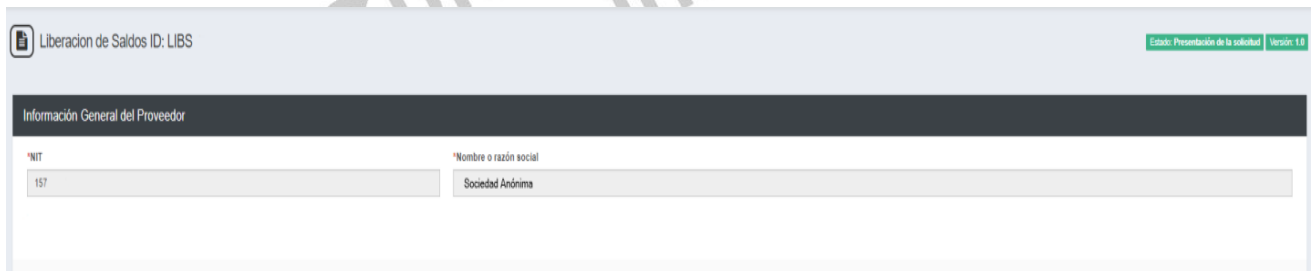 Liberacion de Saldos ID: LIBS
Estado: Presentación de la solicitud Versión: 1.0
Información General del Proveedor
*NIT *Nombre o razón social
157 Sociedad Anónima